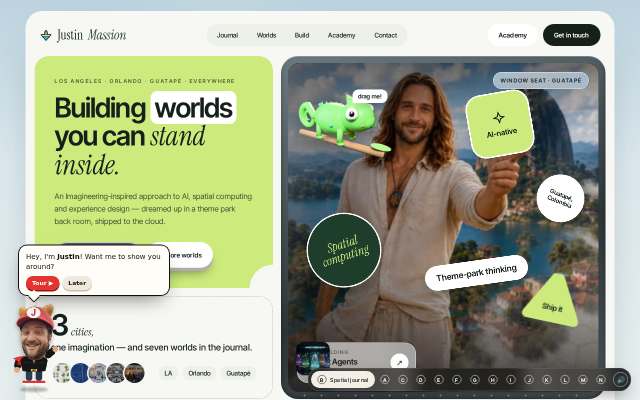 Justin Massion
Journal Worlds Build Academy Contact
Academy
Get in touch
LOS ANGELES · ORLANDO · GUATAPÉ · EVERYWHERE
Building worlds
you can stand
inside.
An Imagineering-inspired approach to AI, spatial computing
and experience design — dreamed up in a theme park
back room, shipped to the cloud.
ore worlds
Hey, I'm Justin! Want me to show you
around?
Tour ▶ Later
3 cities,
one imagination — and seven worlds in the journal.
LA Orlando Guatapé
WINDOW SEAT · GUATAPÉ
drag me!
AI-native
Guatapé,
Colombia
Spatial
computing
Theme-park thinking
Ship it
LDING
Agents
↗
B Spatial journal A C E F G H I J K L M N
J